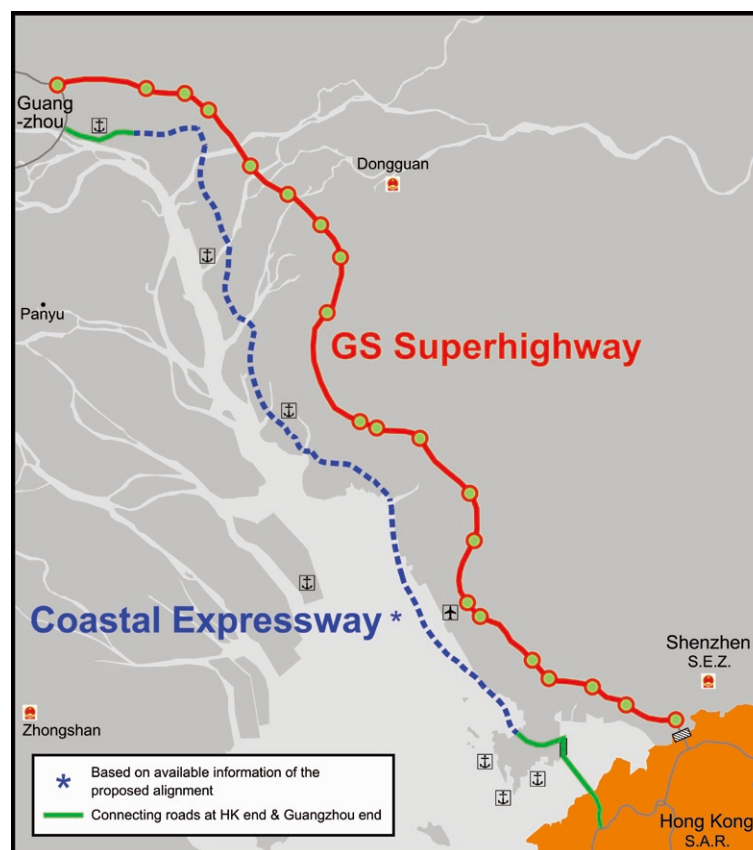 Guang
-zhou
Dongguan
Panyu
GS Superhighway
Coastal Expressway *
Shenzhen
S.E.Z.
Zhongshan
* Based on available information of the
proposed alignment
Connecting roads at HK end & Guangzhou end
Hong Kong
S.A.R.